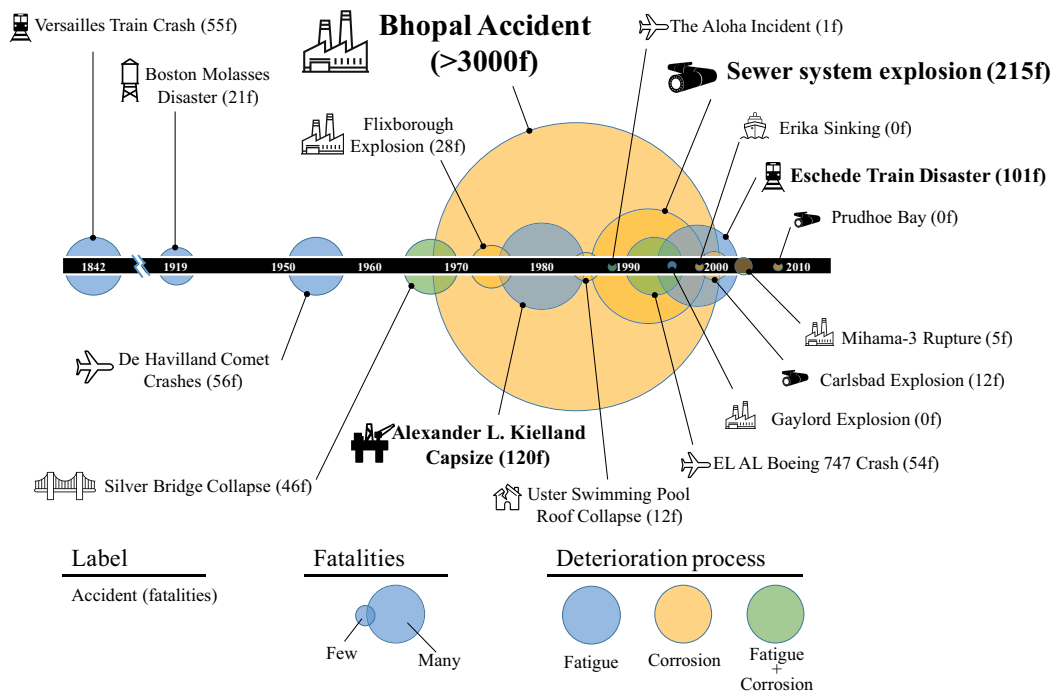 Versailles Train Crash (55f)
Boston Molasses
Disaster (21f)
Bhopal Accident
(>3000f)
The Aloha Incident (1f)
Sewer system explosion (215f)
Flixborough
Explosion (28f)
Erika Sinking (0f)
Eschede Train Disaster (101f)
Prudhoe Bay (0f)
1842
1919
1950
1960
1970
1980
1990
2000
2010
De Havilland Comet
Crashes (56f)
Mihama-3 Rupture (5f)
Carlsbad Explosion (12f)
Gaylord Explosion (0f)
Alexander L. Kielland
Capsize (120f)
EL AL Boeing 747 Crash (54f)
Silver Bridge Collapse (46f)
Uster Swimming Pool
Roof Collapse (12f)
Label
Accident (fatalities)
Fatalities
Few
Many
Deterioration process
Fatigue
Corrosion
Fatigue
+
Corrosion